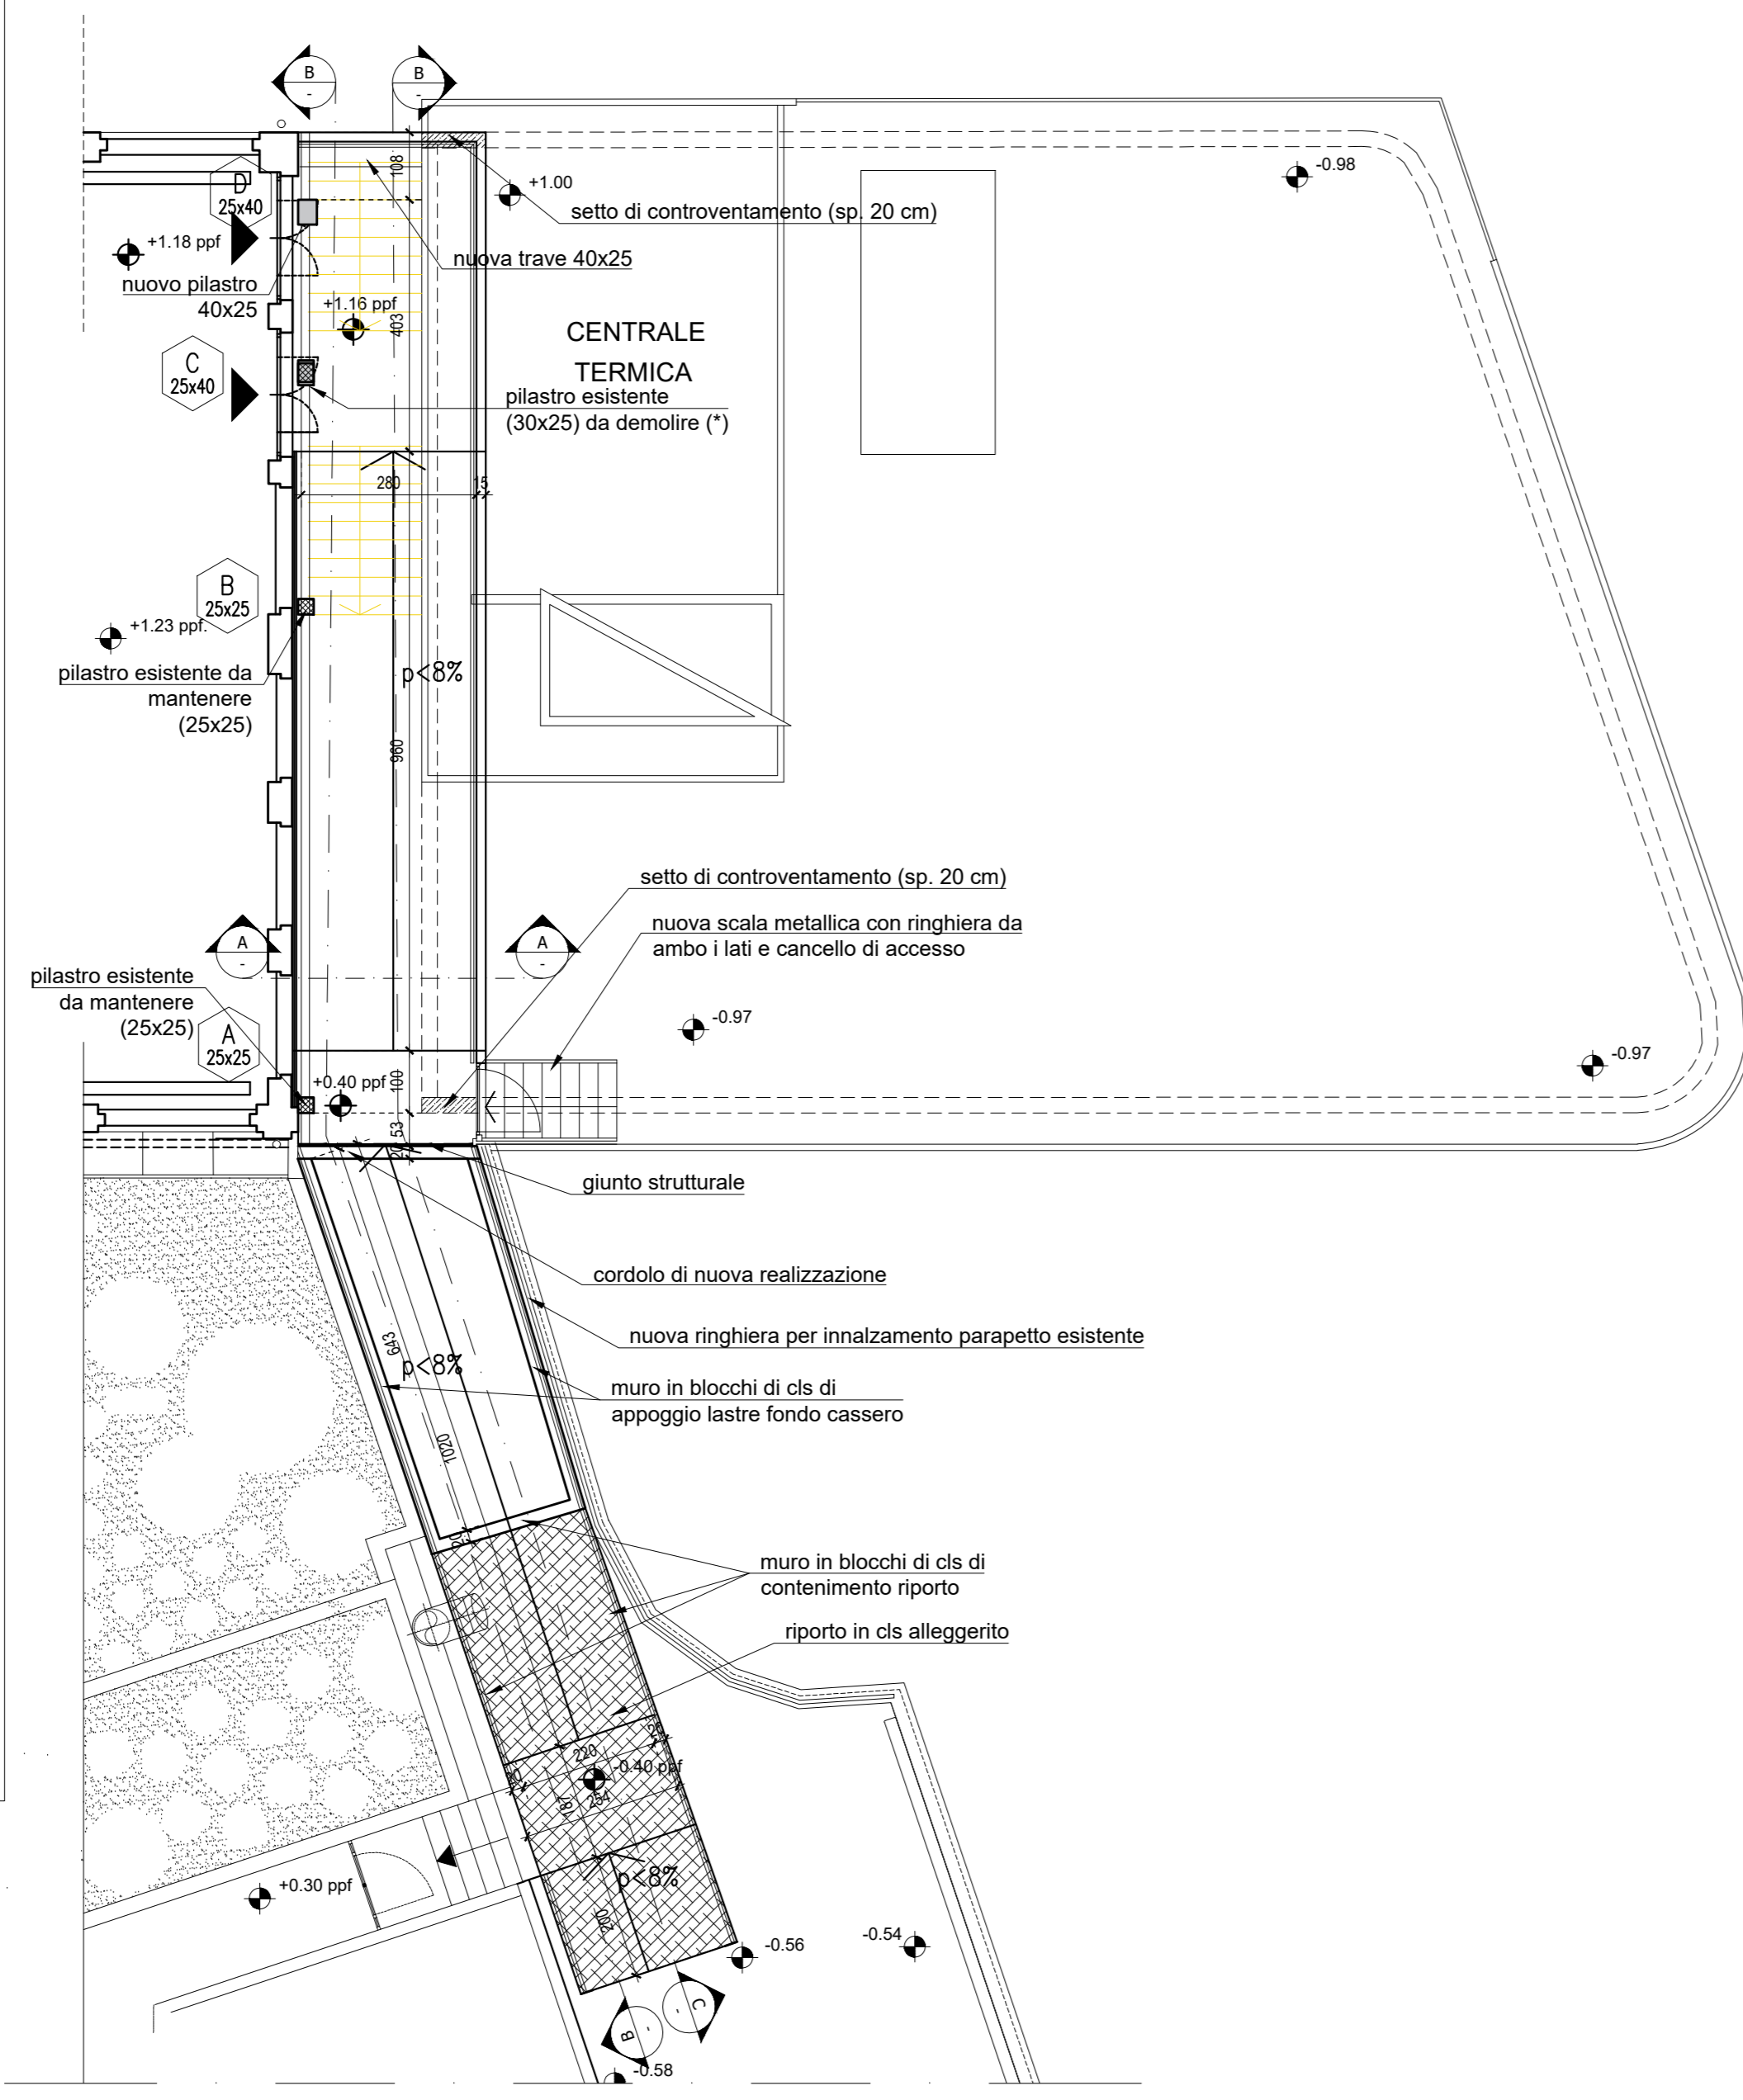 B
-
B
-
108
+1.00
-0.98
D
25x40
setto di controventamento (sp. 20 cm)
+1.18 ppf
nuova trave 40x25
nuovo pilastro
40x25
+1.16 ppf
403
CENTRALE
TERMICA
C
25x40
pilastro esistente
(30x25) da demolire (*)
280
15
B
25x25
+1.23 ppf.
pilastro esistente da
mantenere
(25x25)
p<8%
960
setto di controventamento (sp. 20 cm)
nuova scala metallica con ringhiera da
ambo i lati e cancello di accesso
A
-
A
-
pilastro esistente
da mantenere
(25x25)
A
25x25
-0.97
-0.97
+0.40 ppf
100
53
20
giunto strutturale
cordolo di nuova realizzazione
nuova ringhiera per innalzamento parapetto esistente
643
p<8%
muro in blocchi di cls di
appoggio lastre fondo cassero
1020
20
muro in blocchi di cls di
contenimento riporto
riporto in cls alleggerito
220
-0.40 ppf
20
187
254
p<8%
+0.30 ppf
200
-0.56
-0.54
C
-
B
-
-0.58